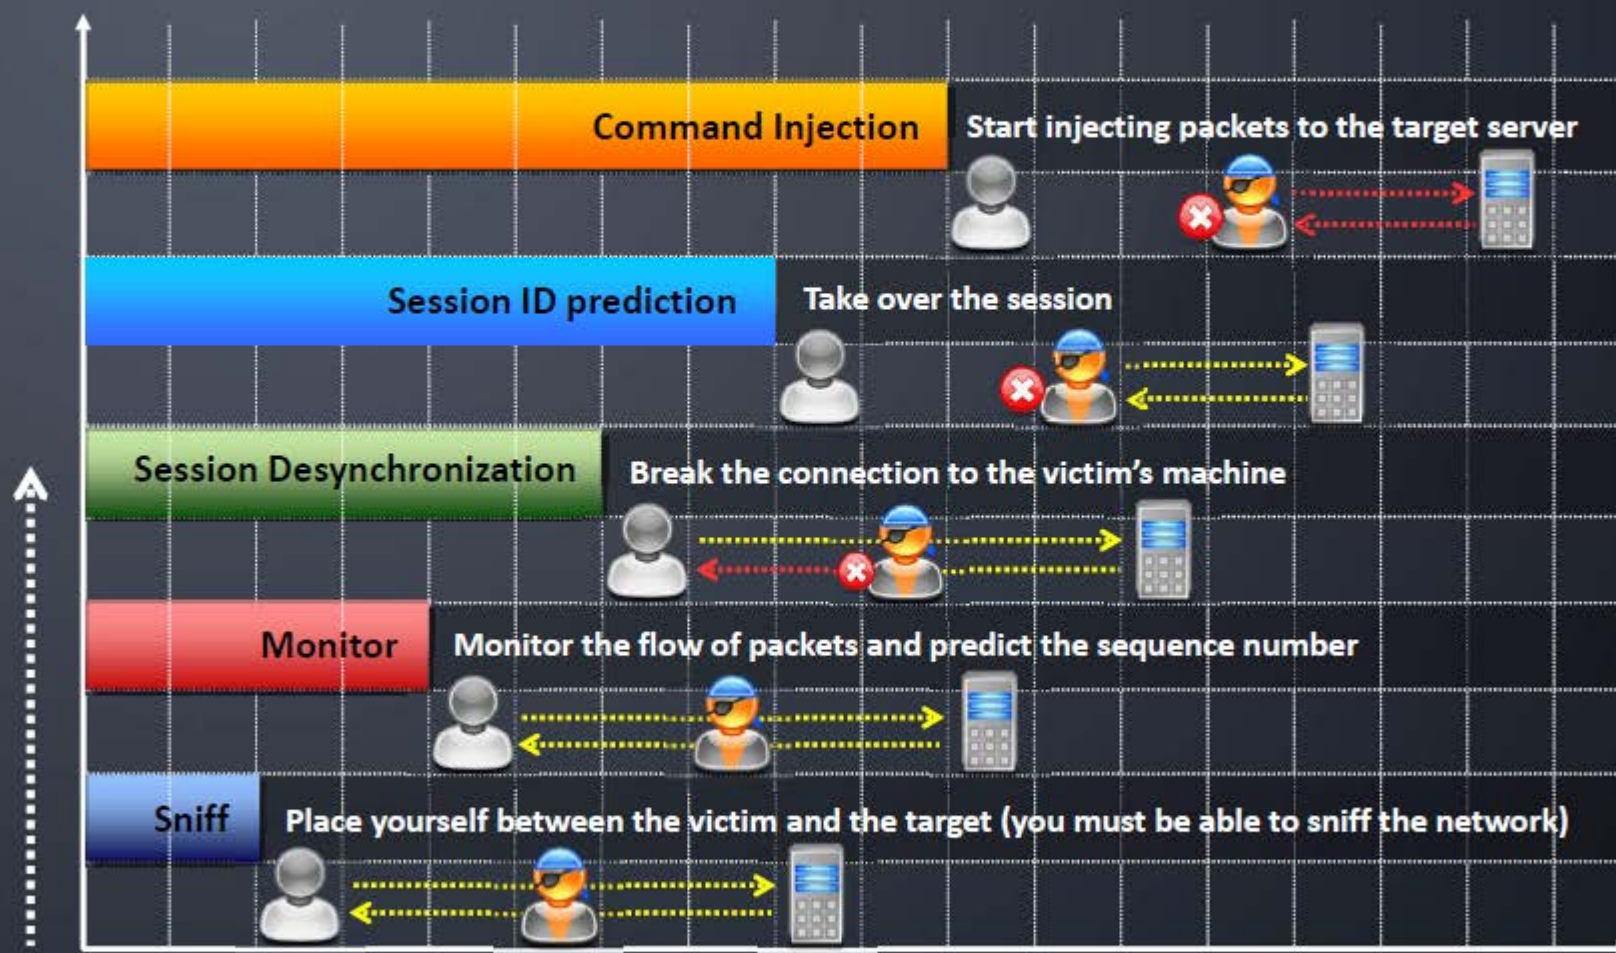 Command Injection
Start injecting packets to the target server
Session ID prediction
Take over the session
Session Desynchronization
Break the connection to the victim’s machine
Monitor
Monitor the flow of packets and predict the sequence number
Sniff
Place yourself between the victim and the target (you must be able to sniff the network)